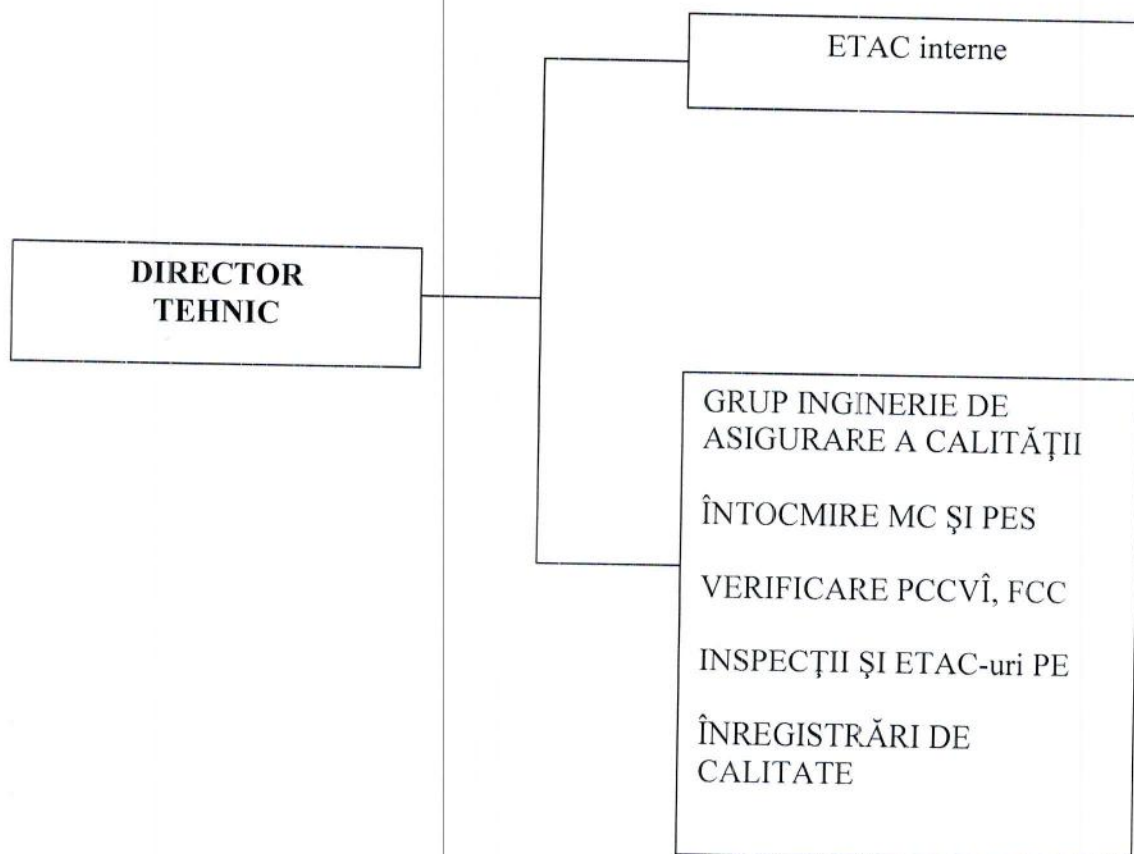 ETAC interne
DIRECTOR
TEHNIC
GRUP INGINERIE DE
ASIGURARE A CALITĂŢII
ÎNTOCMIRE MC ŞI PES
VERIFICARE PCCVÎ, FCC
INSPECŢII ŞI ETAC-uri PE
ÎNREGISTRĂRI DE
CALITATE